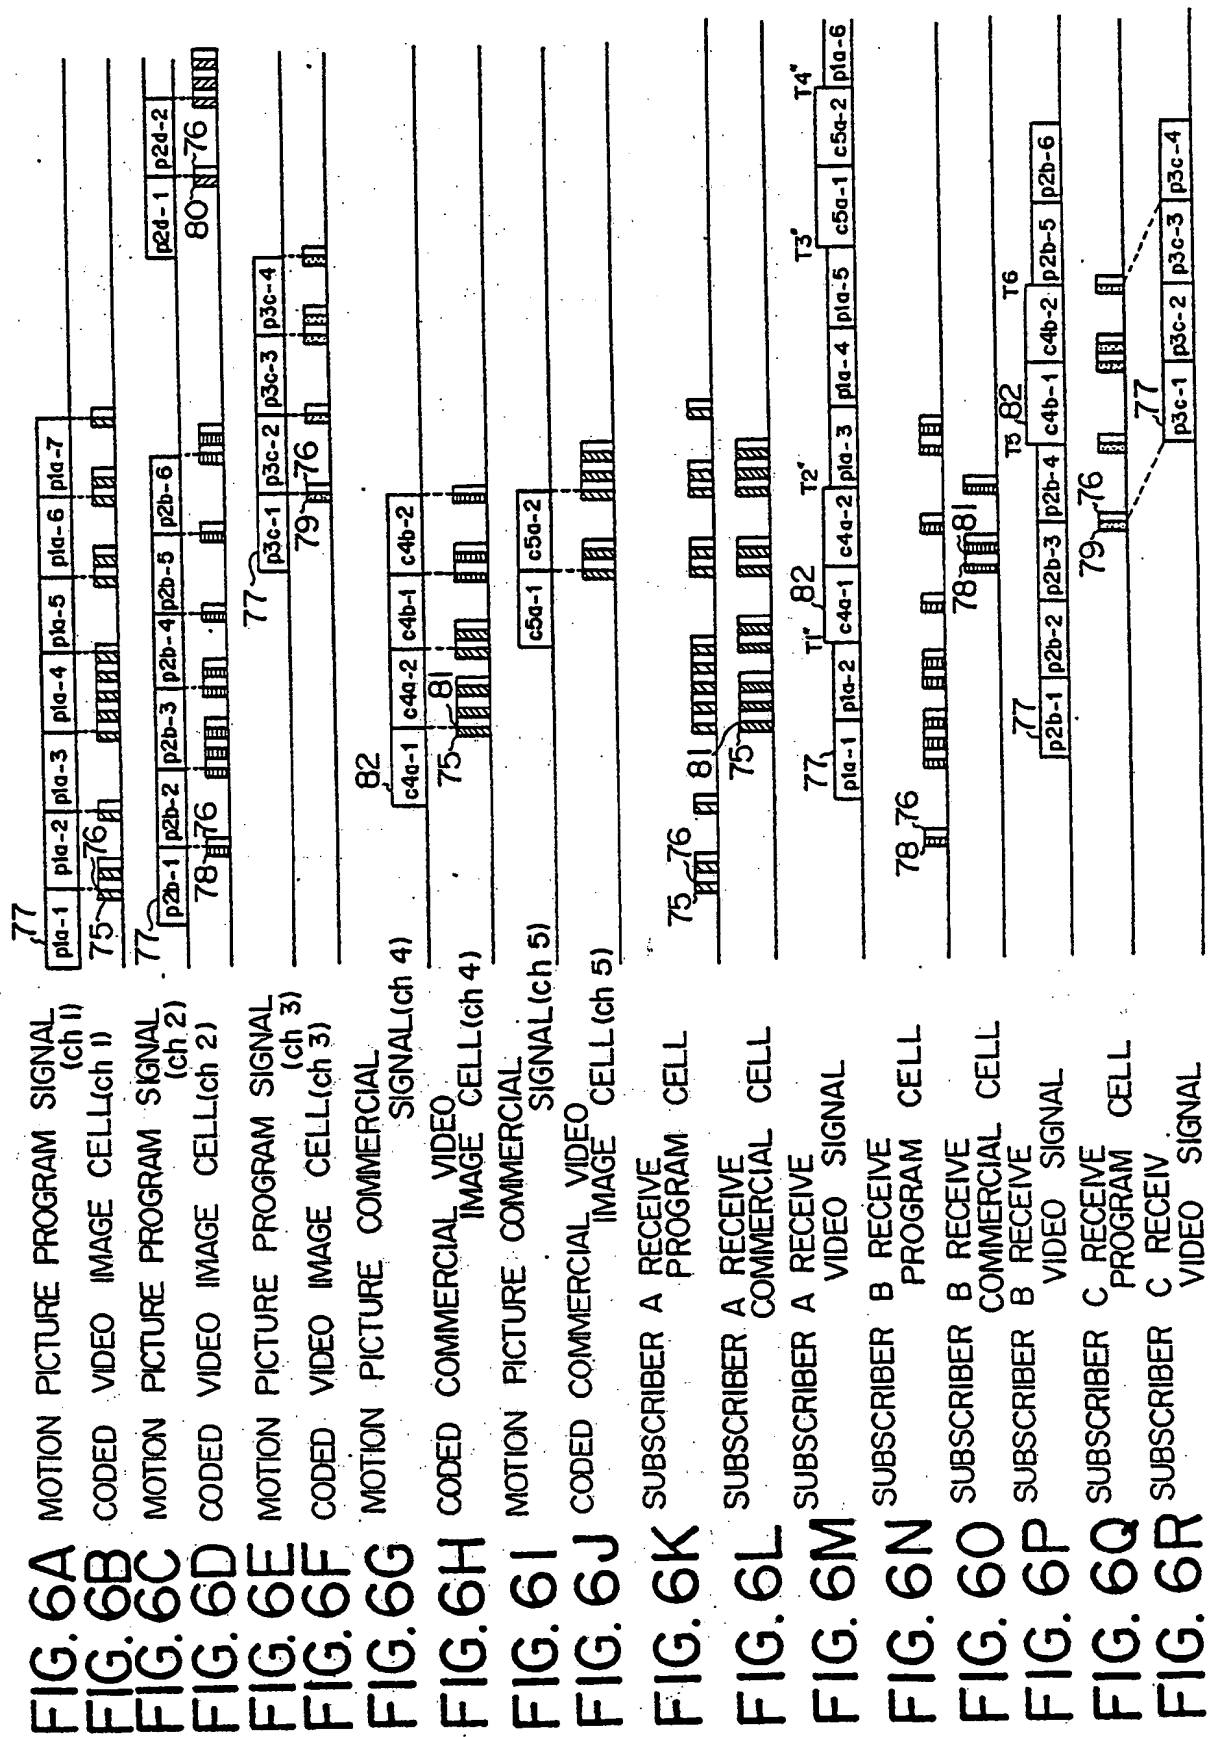 FIG. 6A MOTION PICTURE PROGRAM SIGNAL (ch 1)
77
p1a-1 p1a-2 p1a-3 p1a-4 p1a-5 p1a-6 p1a-7
FIG. 6B CODED VIDEO IMAGE CELL(ch 1)
75 76
FIG. 6C MOTION PICTURE PROGRAM SIGNAL (ch 2)
77
p2b-1 p2b-2 p2b-3 p2b-4 p2b-5 p2b-6 p2d-1 p2d-2
FIG. 6D CODED VIDEO IMAGE CELL(ch 2)
78 76 80 76
FIG. 6E MOTION PICTURE PROGRAM SIGNAL (ch 3)
77
p3c-1 p3c-2 p3c-3 p3c-4
FIG. 6F CODED VIDEO IMAGE CELL(ch 3)
79 76
FIG. 6G MOTION PICTURE COMMERCIAL
SIGNAL(ch 4)
82
c4a-1 c4a-2 c4b-1 c4b-2
FIG. 6H CODED COMMERCIAL VIDEO
IMAGE CELL(ch 4)
75 81
FIG. 6I MOTION PICTURE COMMERCIAL
SIGNAL(ch 5)
c5a-1 c5a-2
FIG. 6J CODED COMMERCIAL VIDEO
IMAGE CELL(ch 5)
FIG. 6K SUBSCRIBER A RECEIVE
PROGRAM CELL
75 76
FIG. 6L SUBSCRIBER A RECEIVE
COMMERCIAL CELL
75 81
FIG. 6M SUBSCRIBER A RECEIVE
VIDEO SIGNAL
77 T1" 82 T2" T3" T4"
p1a-1 p1a-2 c4a-1 c4a-2 p1a-3 p1a-4 p1a-5 c5a-1 c5a-2 p1a-6
FIG. 6N SUBSCRIBER B RECEIVE
PROGRAM CELL
78 76
FIG. 6O SUBSCRIBER B RECEIVE
COMMERCIAL CELL
78 81
FIG. 6P SUBSCRIBER B RECEIVE
VIDEO SIGNAL
77 T5 82 T6
p2b-1 p2b-2 p2b-3 p2b-4 c4b-1 c4b-2 p2b-5 p2b-6
FIG. 6Q SUBSCRIBER C RECEIVE
PROGRAM CELL
79 76
FIG. 6R SUBSCRIBER C RECEIV
VIDEO SIGNAL
77
p3c-1 p3c-2 p3c-3 p3c-4